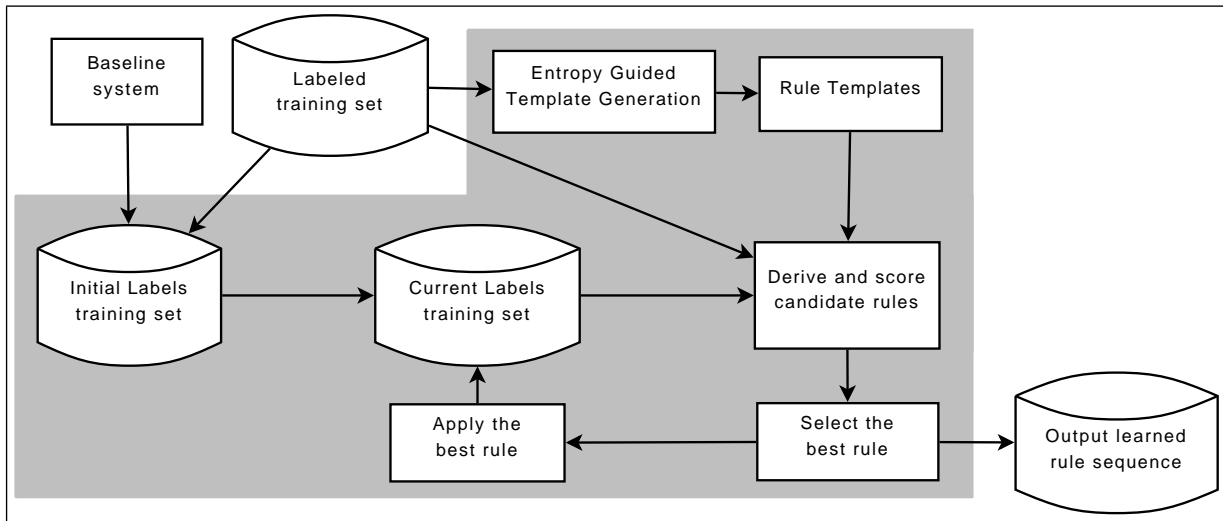 Baseline
system
Labeled
training set
Entropy Guided
Template Generation
Rule Templates
Initial Labels
training set
Current Labels
training set
Derive and score
candidate rules
Apply the
best rule
Select the
best rule
Output learned
rule sequence